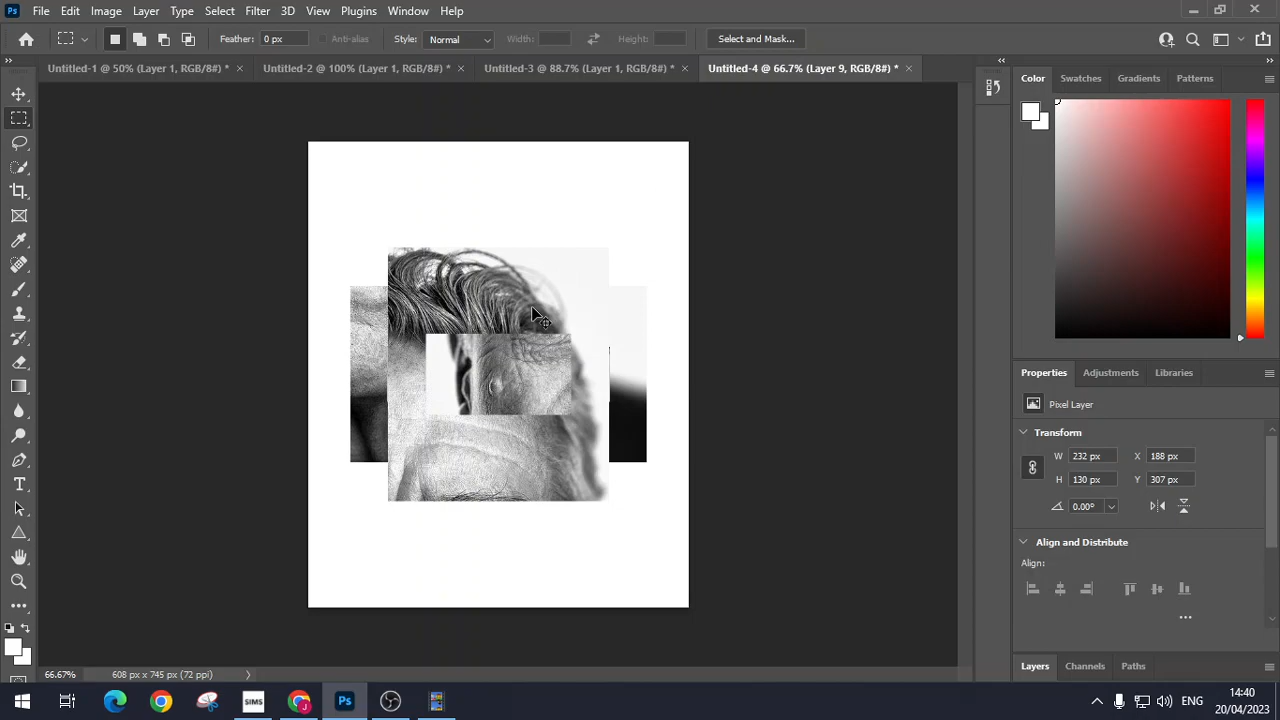 Ps File Edit Image Layer Type Select Filter 3D View Plugins Window Help
Feather: 0 px Anti-alias Style: Normal Width: Height: Select and Mask...
Untitled-1 @ 50% (Layer 1, RGB/8#) * Untitled-2 @ 100% (Layer 1, RGB/8#) * Untitled-3 @ 88.7% (Layer 1, RGB/8#) * Untitled-4 @ 66.7% (Layer 9, RGB/8#) *
Color Swatches Gradients Patterns
Properties Adjustments Libraries
Pixel Layer
Transform
W 232 px X 188 px
H 130 px Y 307 px
0.00°
Align and Distribute
Align:
Layers Channels Paths
66.67% 608 px x 745 px (72 ppi)
SIMS J Ps ENG 14:40
20/04/2023